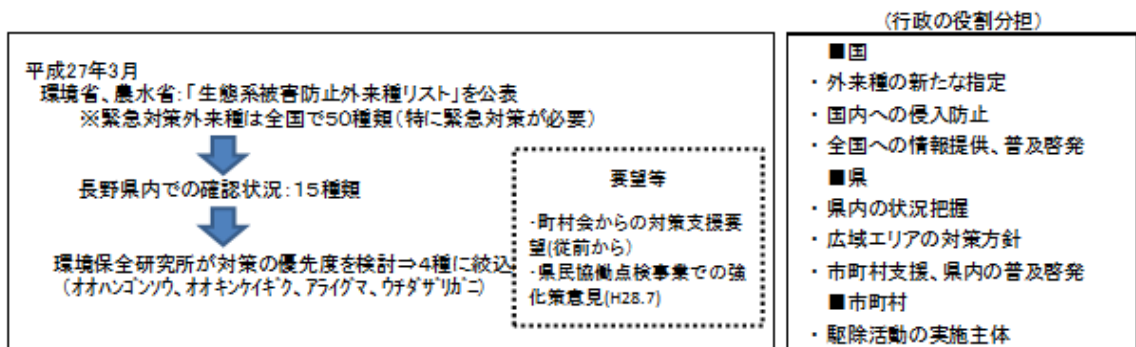 平成27年3月
環境省、農水省:「生態系被害防止外来種リスト」を公表
※緊急対策外来種は全国で50種類(特に緊急対策が必要)
長野県内での確認状況:15種類
環境保全研究所が対策の優先度を検討⇒4種に絞込
(オオハンゴンソウ、オオキンケイギク、アライグマ、ウチダザリガニ)
要望等
・町村会からの対策支援要
望(従前から)
・県民協働点検事業での強
化策意見(H28.7)
(行政の役割分担)
■国
・外来種の新たな指定
・国内への侵入防止
・全国への情報提供、普及啓発
■県
・県内の状況把握
・広域エリアの対策方針
・市町村支援、県内の普及啓発
■市町村
・駆除活動の実施主体